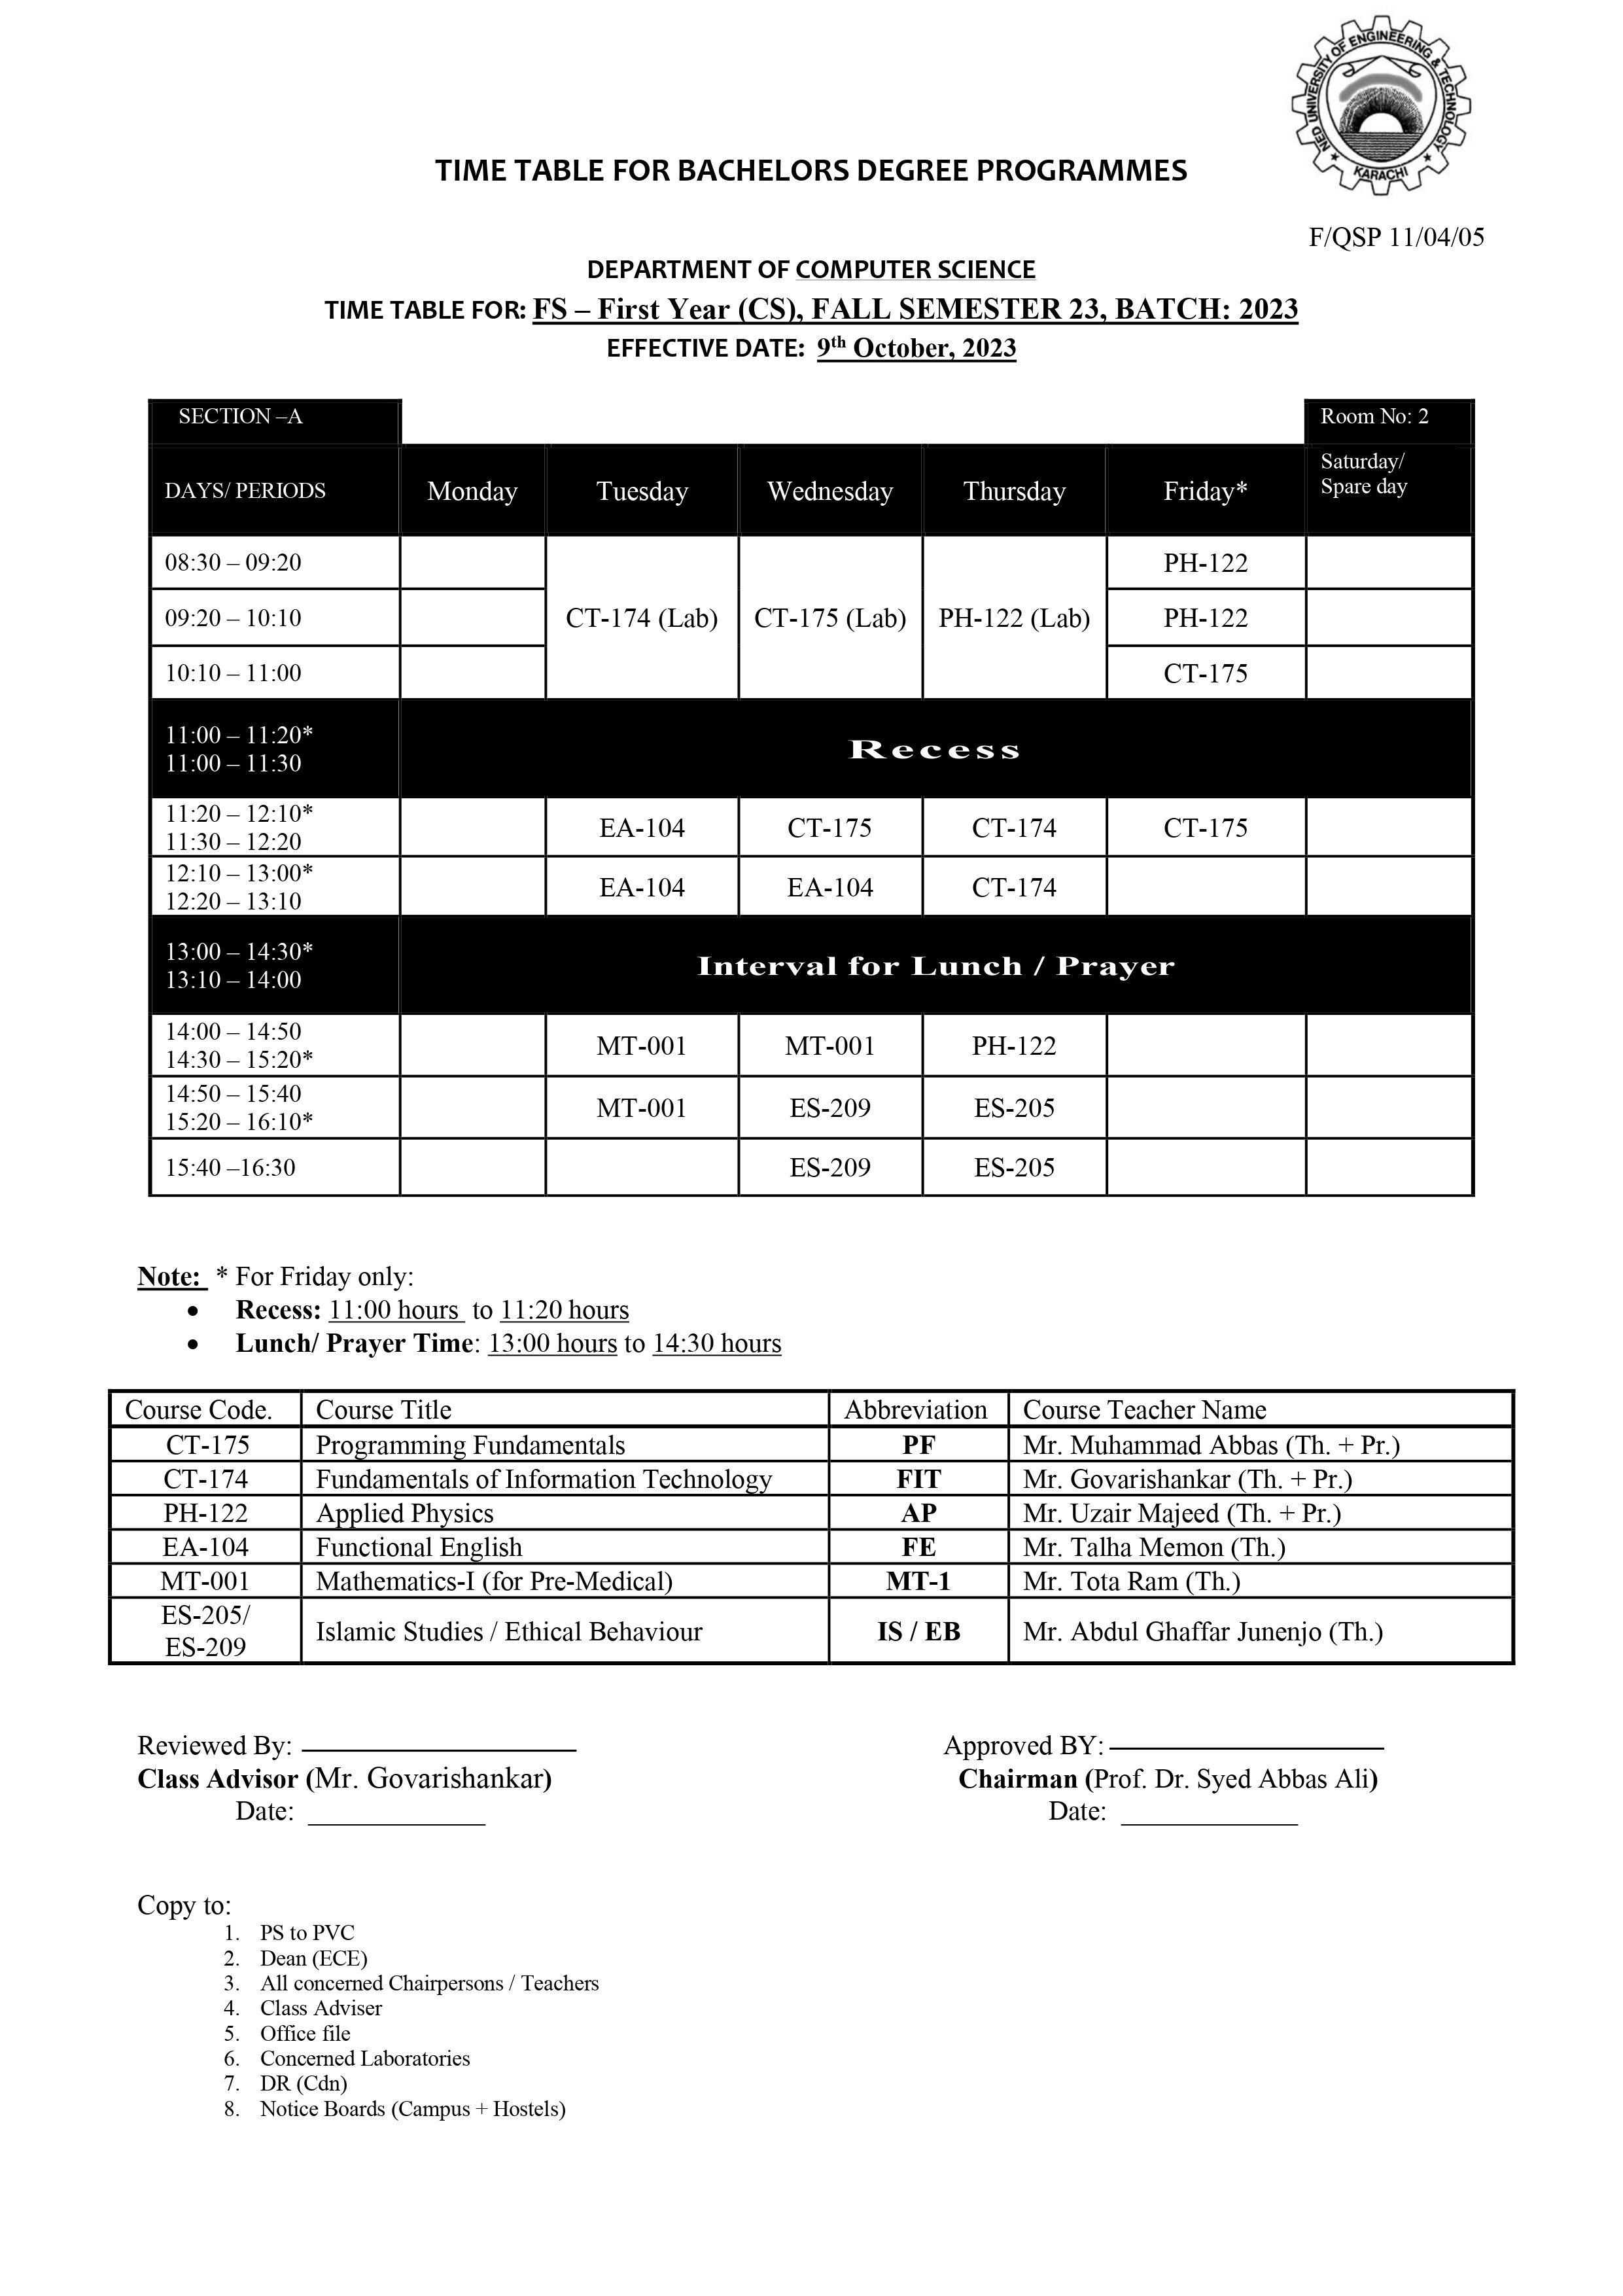 NED UNIVERSITY OF ENGINEERING & TECHNOLOGY
KARACHI
TIME TABLE FOR BACHELORS DEGREE PROGRAMMES
F/QSP 11/04/05
DEPARTMENT OF COMPUTER SCIENCE
TIME TABLE FOR: FS – First Year (CS), FALL SEMESTER 23, BATCH: 2023
EFFECTIVE DATE: 9th October, 2023
SECTION –A Room No: 2
DAYS/ PERIODS Monday Tuesday Wednesday Thursday Friday* Saturday/
Spare day
08:30 – 09:20 PH-122
09:20 – 10:10 CT-174 (Lab) CT-175 (Lab) PH-122 (Lab) PH-122
10:10 – 11:00 CT-175
11:00 – 11:20*
11:00 – 11:30 Recess
11:20 – 12:10*
11:30 – 12:20 EA-104 CT-175 CT-174 CT-175
12:10 – 13:00*
12:20 – 13:10 EA-104 EA-104 CT-174
13:00 – 14:30*
13:10 – 14:00 Interval for Lunch / Prayer
14:00 – 14:50
14:30 – 15:20* MT-001 MT-001 PH-122
14:50 – 15:40
15:20 – 16:10* MT-001 ES-209 ES-205
15:40 –16:30 ES-209 ES-205
Note: * For Friday only:
• Recess: 11:00 hours to 11:20 hours
• Lunch/ Prayer Time: 13:00 hours to 14:30 hours
Course Code. Course Title Abbreviation Course Teacher Name
CT-175 Programming Fundamentals PF Mr. Muhammad Abbas (Th. + Pr.)
CT-174 Fundamentals of Information Technology FIT Mr. Govarishankar (Th. + Pr.)
PH-122 Applied Physics AP Mr. Uzair Majeed (Th. + Pr.)
EA-104 Functional English FE Mr. Talha Memon (Th.)
MT-001 Mathematics-I (for Pre-Medical) MT-1 Mr. Tota Ram (Th.)
ES-205/
ES-209 Islamic Studies / Ethical Behaviour IS / EB Mr. Abdul Ghaffar Junenjo (Th.)
Reviewed By: Approved BY:
Class Advisor (Mr. Govarishankar) Chairman (Prof. Dr. Syed Abbas Ali)
Date: Date:
Copy to:
1. PS to PVC
2. Dean (ECE)
3. All concerned Chairpersons / Teachers
4. Class Adviser
5. Office file
6. Concerned Laboratories
7. DR (Cdn)
8. Notice Boards (Campus + Hostels)